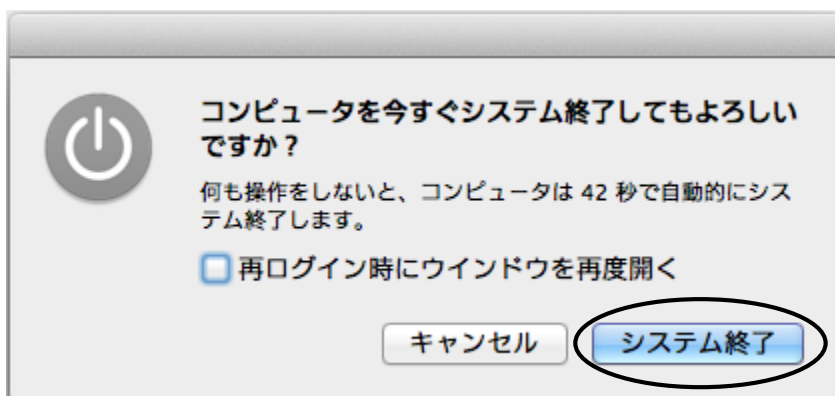 コンピュータを今すぐシステム終了してもよろしい
ですか？
何も操作をしないと、コンピュータは 42 秒で自動的にシス
テム終了します。
再ログイン時にウインドウを再度開く
キャンセル システム終了